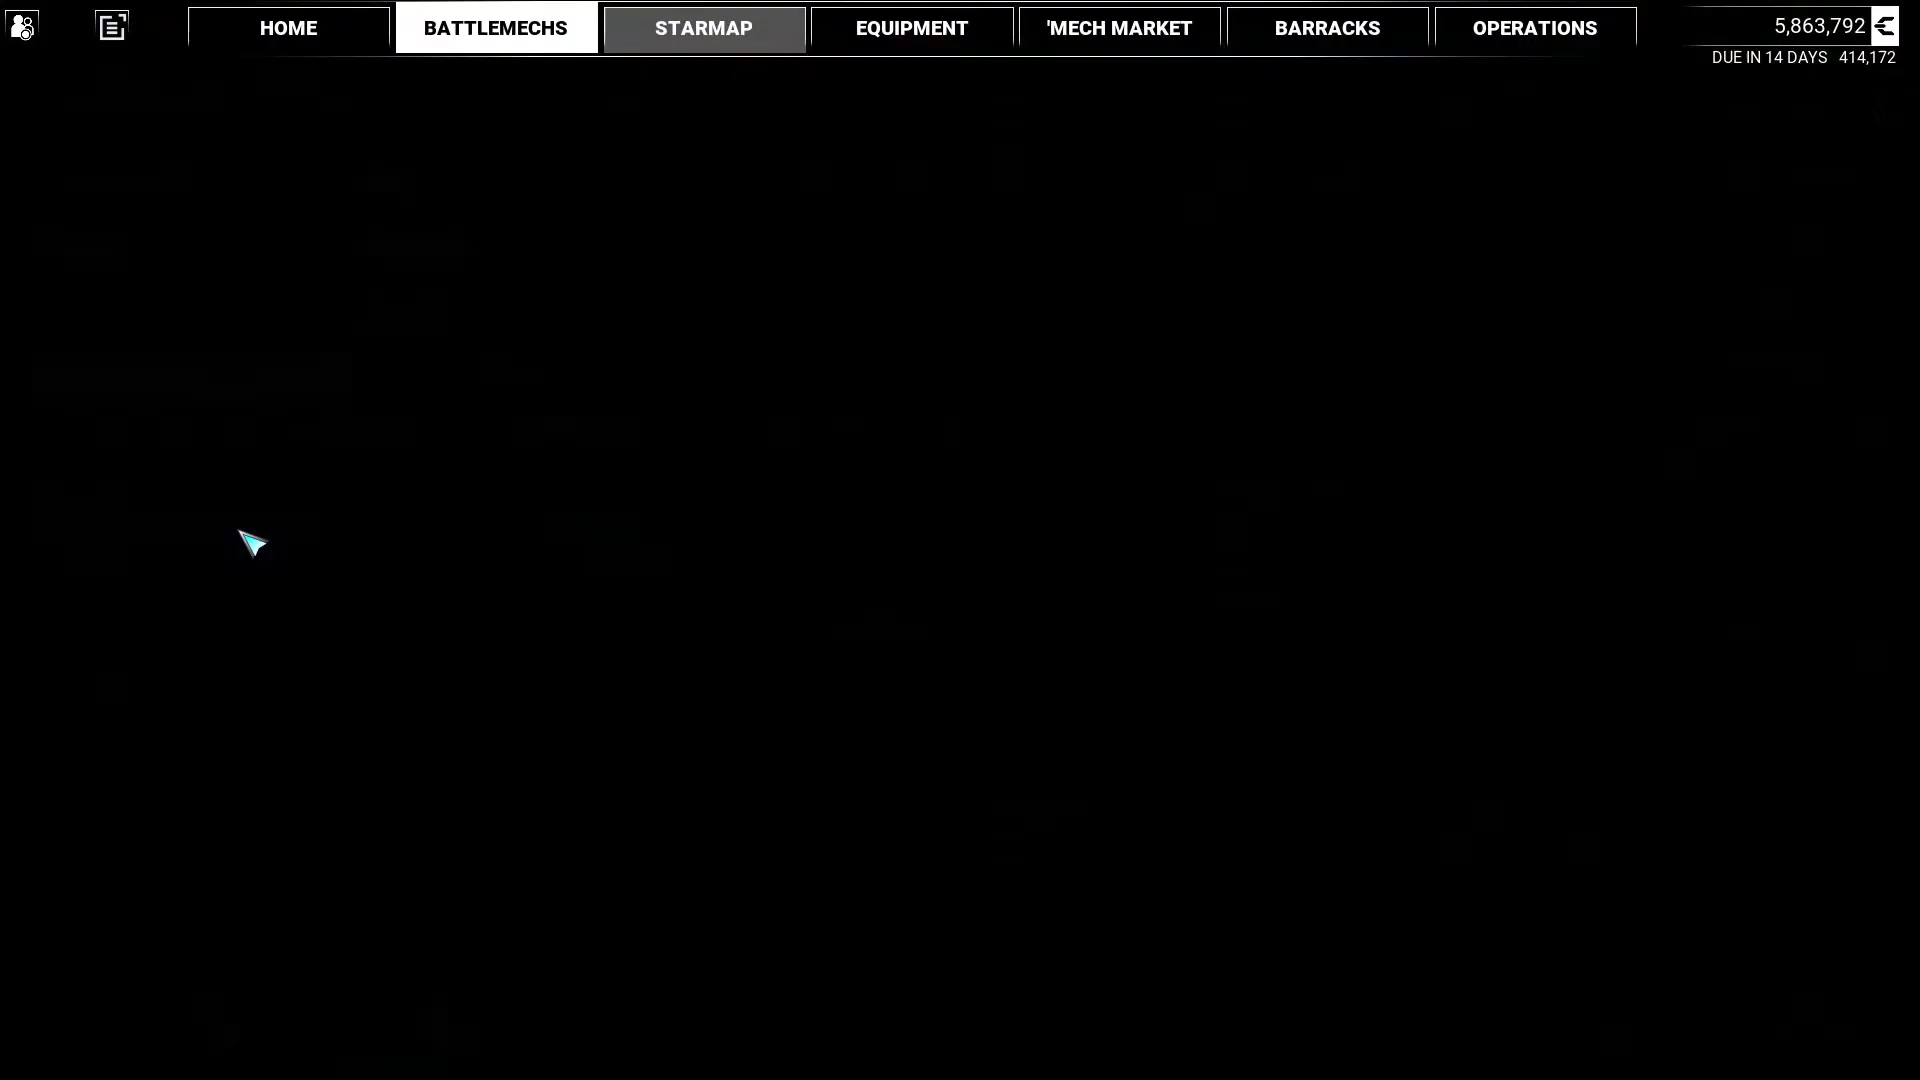 HOME
BATTLEMECHS
STARMAP
EQUIPMENT
'MECH MARKET
BARRACKS
OPERATIONS
5,863,792
DUE IN 14 DAYS 414,172